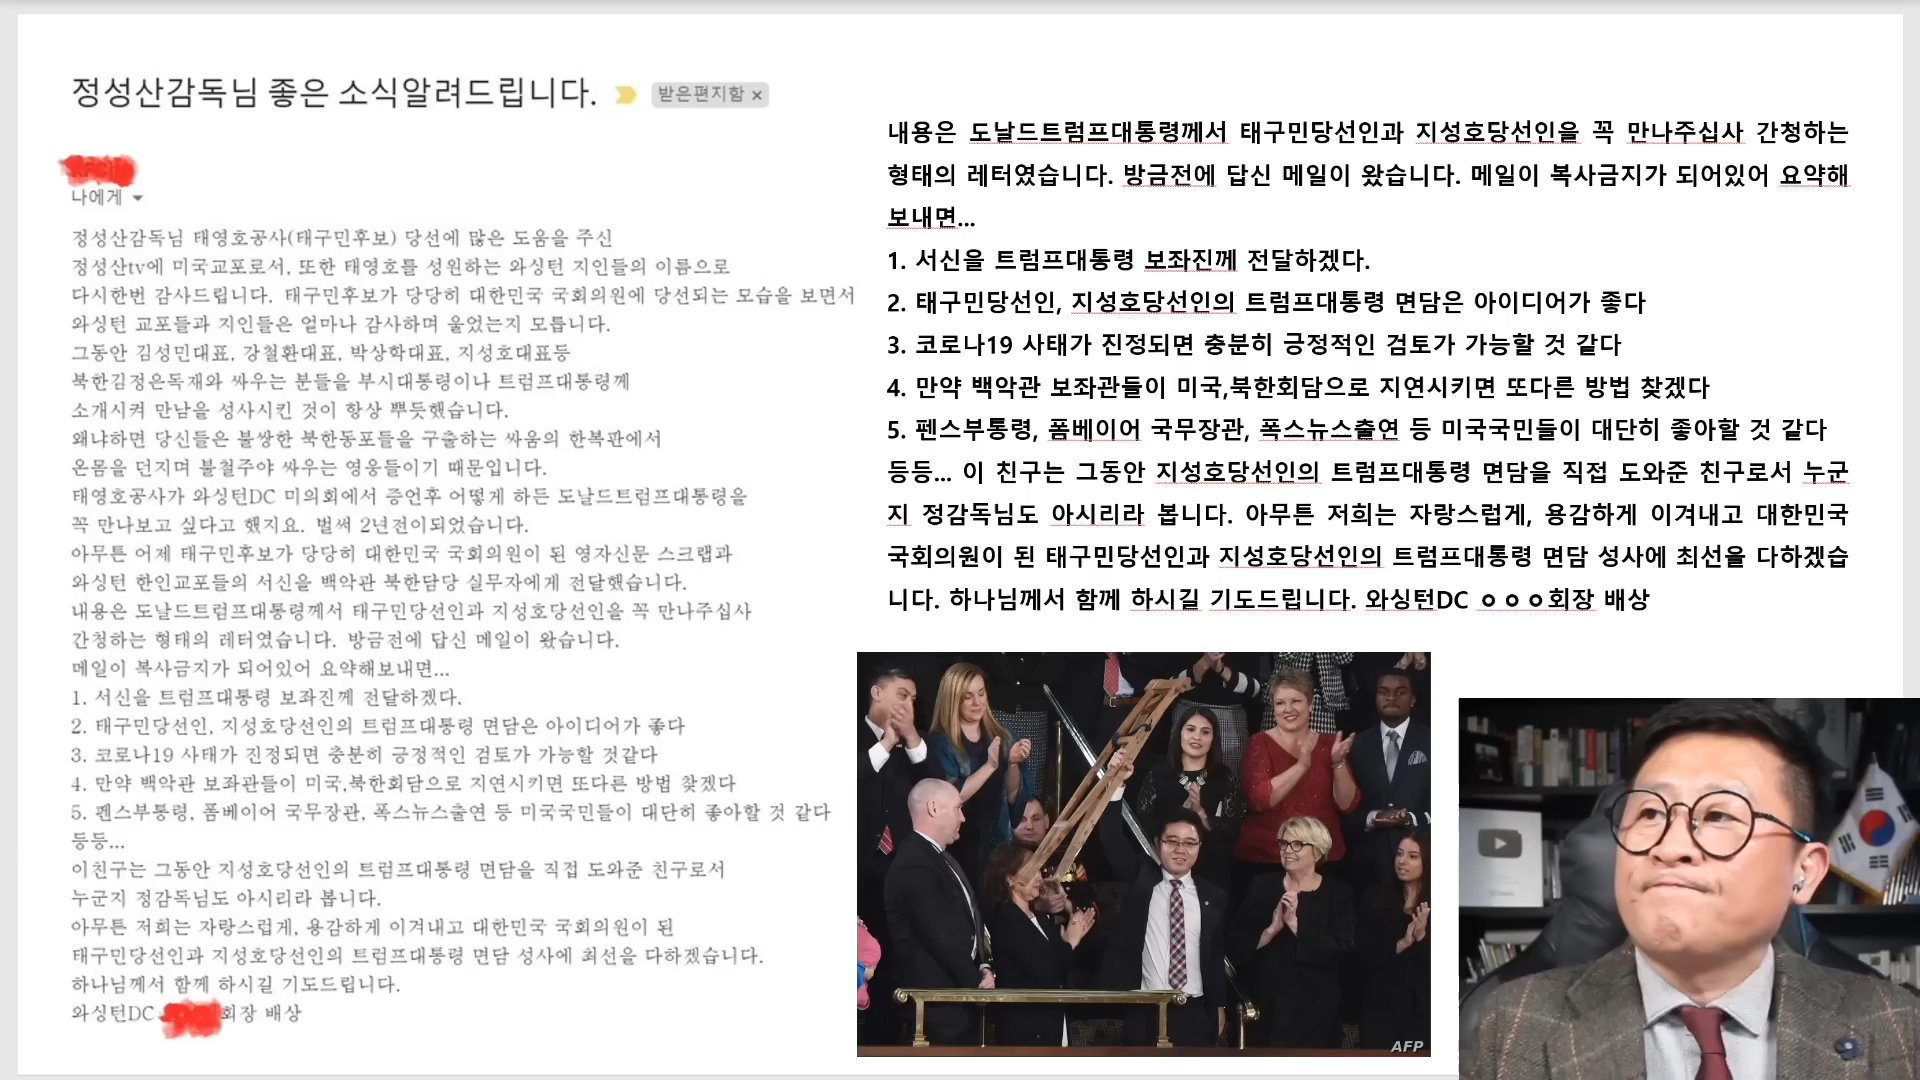 정성산감독님 좋은 소식알려드립니다.
받은편지함 ×
나에게
정성산감독님 태영호공사(태구민후보) 당선에 많은 도움을 주신
정성산tv에 미국교포로서, 또한 태영호를 성원하는 와싱턴 지인들의 이름으로
다시한번 감사드립니다. 태구민후보가 당당히 대한민국 국회의원에 당선되는 모습을 보면서
와싱턴 교포들과 지인들은 얼마나 감사하며 울었는지 모릅니다.
그동안 김성민대표, 강철환대표, 박상학대표, 지성호대표등
북한김정은독재와 싸우는 분들을 부시대통령이나 트럼프대통령께
소개시켜 만남을 성사시킨 것이 항상 뿌듯했습니다.
왜냐하면 당신들은 불쌍한 북한동포들을 구출하는 싸움의 한복판에서
온몸을 던지며 불철주야 싸우는 영웅들이기 때문입니다.
태영호공사가 와싱턴DC 미의회에서 증언후 어떻게 하든 도날드트럼프대통령을
꼭 만나보고 싶다고 했지요. 벌써 2년전이되었습니다.
아무튼 어제 태구민후보가 당당히 대한민국 국회의원이 된 영자신문 스크랩과
와싱턴 한인교포들의 서신을 백악관 북한담당 실무자에게 전달했습니다.
내용은 도날드트럼프대통령께서 태구민당선인과 지성호당선인을 꼭 만나주십사
간청하는 형태의 레터였습니다. 방금전에 답신 메일이 왔습니다.
메일이 복사금지가 되어있어 요약해보내면...
1. 서신을 트럼프대통령 보좌진께 전달하겠다.
2. 태구민당선인, 지성호당선인의 트럼프대통령 면담은 아이디어가 좋다
3. 코로나19 사태가 진정되면 충분히 긍정적인 검토가 가능할 것같다
4. 만약 백악관 보좌관들이 미국,북한회담으로 지연시키면 또다른 방법 찾겠다
5. 펜스부통령, 폼베이어 국무장관, 폭스뉴스출연 등 미국국민들이 대단히 좋아할 것 같다
등등...
이친구는 그동안 지성호당선인의 트럼프대통령 면담을 직접 도와준 친구로서
누군지 정감독님도 아시리라 봅니다.
아무튼 저희는 자랑스럽게, 용감하게 이겨내고 대한민국 국회의원이 된
태구민당선인과 지성호당선인의 트럼프대통령 면담 성사에 최선을 다하겠습니다.
하나님께서 함께 하시길 기도드립니다.
와싱턴DC 회장 배상
내용은 도날드트럼프대통령께서 태구민당선인과 지성호당선인을 꼭 만나주십사 간청하는
형태의 레터였습니다. 방금전에 답신 메일이 왔습니다. 메일이 복사금지가 되어있어 요약해
보내면...
1. 서신을 트럼프대통령 보좌진께 전달하겠다.
2. 태구민당선인, 지성호당선인의 트럼프대통령 면담은 아이디어가 좋다
3. 코로나19 사태가 진정되면 충분히 긍정적인 검토가 가능할 것 같다
4. 만약 백악관 보좌관들이 미국,북한회담으로 지연시키면 또다른 방법 찾겠다
5. 펜스부통령, 폼베이어 국무장관, 폭스뉴스출연 등 미국국민들이 대단히 좋아할 것 같다
등등... 이 친구는 그동안 지성호당선인의 트럼프대통령 면담을 직접 도와준 친구로서 누군
지 정감독님도 아시리라 봅니다. 아무튼 저희는 자랑스럽게, 용감하게 이겨내고 대한민국
국회의원이 된 태구민당선인과 지성호당선인의 트럼프대통령 면담 성사에 최선을 다하겠습
니다. 하나님께서 함께 하시길 기도드립니다. 와싱턴DC ㅇㅇㅇ회장 배상
AFP